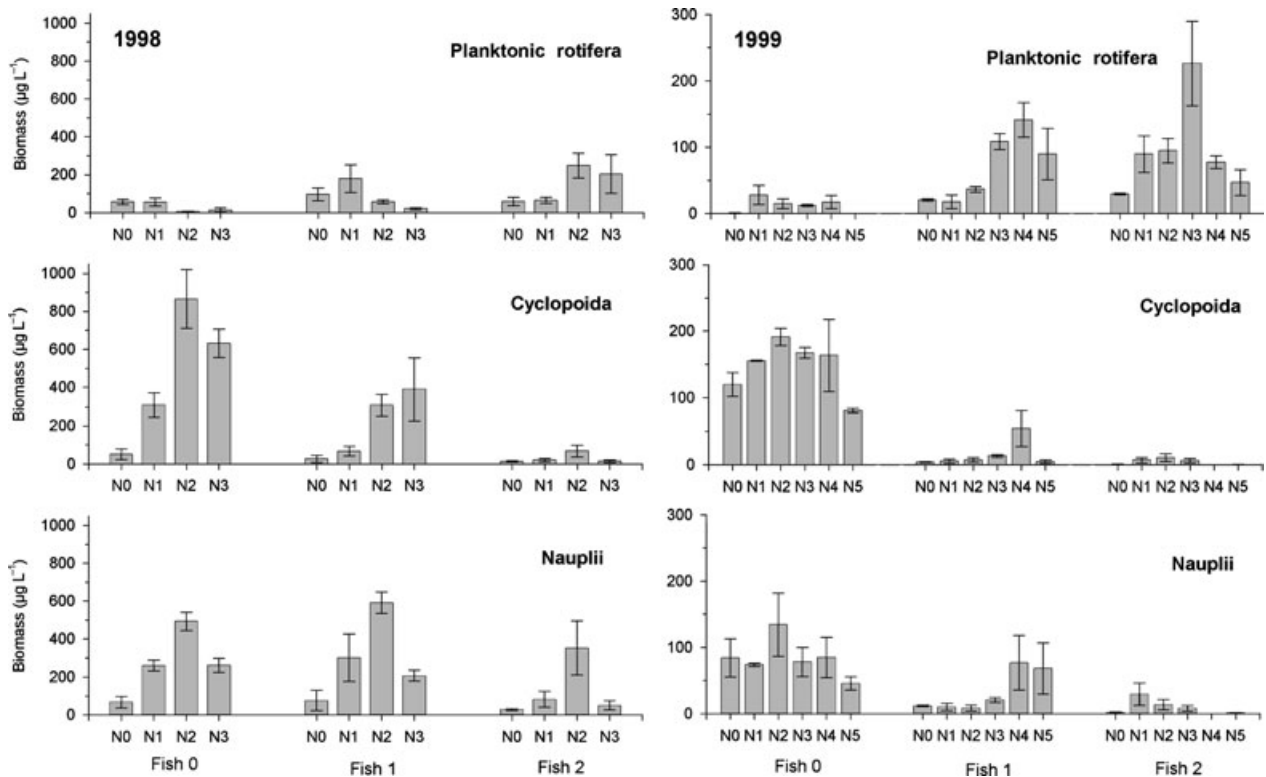 1998
Planktonic rotifera
Biomass (µg L⁻¹)
1000
800
600
400
200
0
N0 N1 N2 N3 N0 N1 N2 N3 N0 N1 N2 N3
1999
Planktonic rotifera
300
200
100
0
N0 N1 N2 N3 N4 N5 N0 N1 N2 N3 N4 N5 N0 N1 N2 N3 N4 N5
Cyclopoida
Biomass (µg L⁻¹)
1000
800
600
400
200
0
N0 N1 N2 N3 N0 N1 N2 N3 N0 N1 N2 N3
Cyclopoida
300
200
100
0
N0 N1 N2 N3 N4 N5 N0 N1 N2 N3 N4 N5 N0 N1 N2 N3 N4 N5
Nauplii
Biomass (µg L⁻¹)
1000
800
600
400
200
0
N0 N1 N2 N3 N0 N1 N2 N3 N0 N1 N2 N3
Fish 0 Fish 1 Fish 2
Nauplii
300
200
100
0
N0 N1 N2 N3 N4 N5 N0 N1 N2 N3 N4 N5 N0 N1 N2 N3 N4 N5
Fish 0 Fish 1 Fish 2